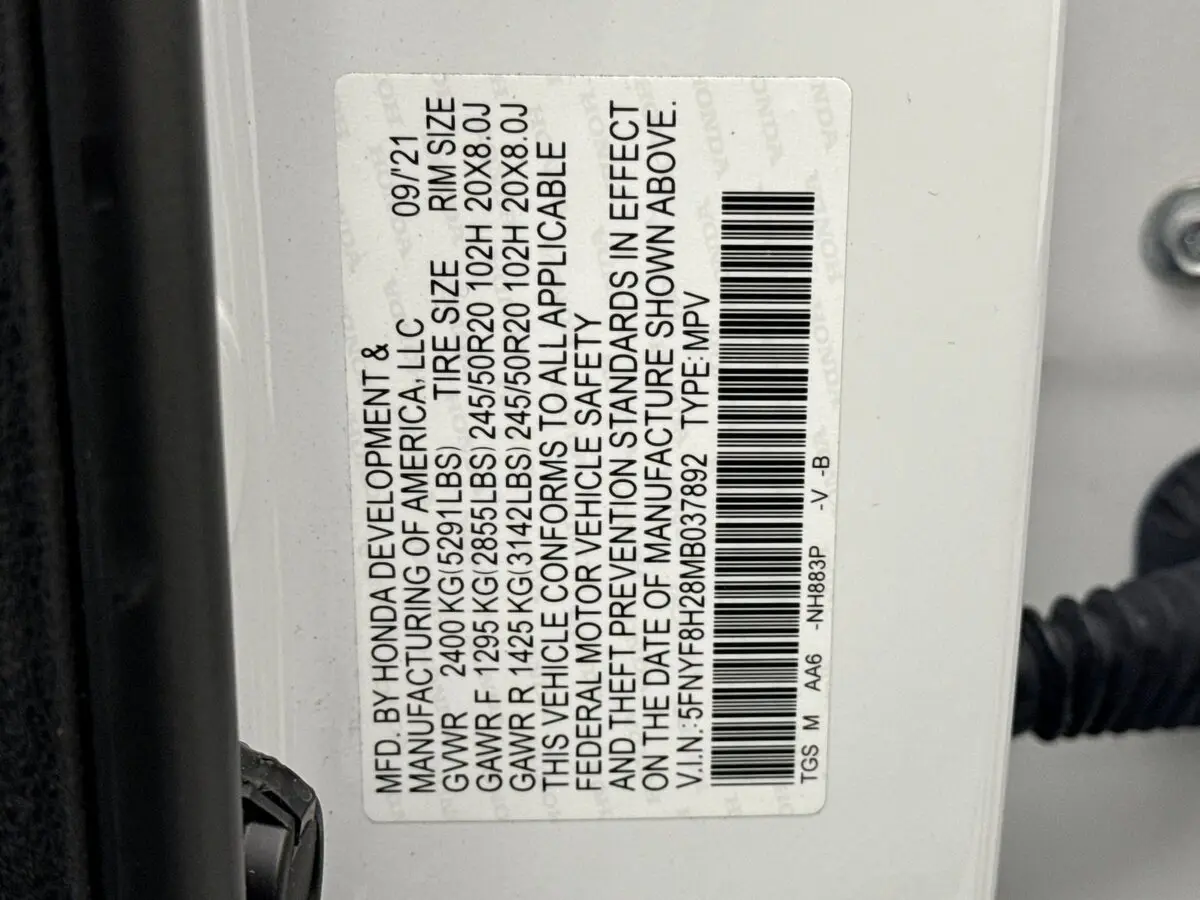 MFD. BY HONDA DEVELOPMENT &
MANUFACTURING OF AMERICA, LLC 09/'21
GVWR 2400 KG(5291LBS) TIRE SIZE RIM SIZE
GAWR F 1295 KG(2855LBS) 245/50R20 102H 20X8.0J
GAWR R 1425 KG(3142LBS) 245/50R20 102H 20X8.0J
THIS VEHICLE CONFORMS TO ALL APPLICABLE
FEDERAL MOTOR VEHICLE SAFETY
AND THEFT PREVENTION STANDARDS IN EFFECT
ON THE DATE OF MANUFACTURE SHOWN ABOVE.
V.I.N.:5FNYF8H28MB037892 TYPE: MPV
TGS M AA6 -NH883P -V -B